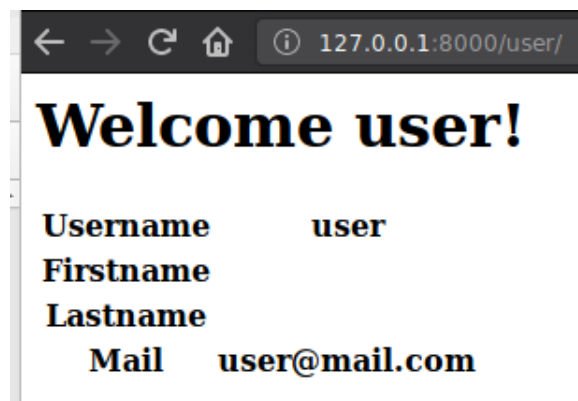 127.0.0.1:8000/user/
Welcome user!
Username user
Firstname
Lastname
Mail user@mail.com